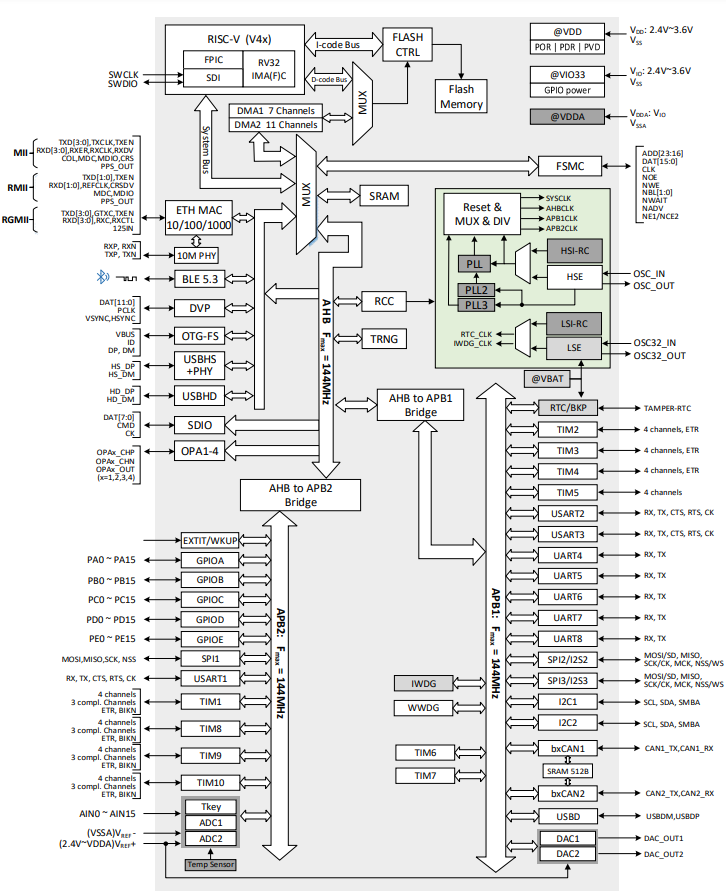 RISC-V (V4x)
FPIC
SDI
RV32
IMA(F)C
SWCLK
SWDIO
I-code Bus
D-code Bus
FLASH
CTRL
Flash
Memory
MUX
System Bus
DMA1 7 Channels
DMA2 11 Channels
MUX
@VDD
POR | PDR | PVD
VDD: 2.4V~3.6V
VSS
@VIO33
GPIO power
VIO: 2.4V~3.6V
VSS
@VDDA
VDDA: VIO
VSSA
MII
TXD[3:0],TXCLK,TXEN
RXD[3:0],RXER,RXCLK,RXDV
COL,MDC,MDIO,CRS
PPS_OUT
RMII
TXD[1:0],TXEN
RXD[1:0],REFCLK,CRSDV
MDC,MDIO
PPS_OUT
RGMII
TXD[3:0],GTXC,TXEN
RXD[3:0],RXC,RXCTL
125IN
ETH MAC
10/100/1000
RXP, RXN
TXP, TXN
10M PHY
BLE 5.3
DAT[11:0]
PCLK
VSYNC,HSYNC
DVP
VBUS
ID
DP, DM
OTG-FS
HS_DP
HS_DM
USBHS
+PHY
HD_DP
HD_DM
USBHD
DAT[7:0]
CMD
CK
SDIO
OPAx_CHP
OPAx_CHN
OPAx_OUT
(x=1,2,3,4)
OPA1-4
FSMC
ADD[23:16]
DAT[15:0]
CLK
NOE
NWE
NBL[1:0]
NWAIT
NADV
NE1/NCE2
SRAM
RCC
TRNG
AHB Fmax = 144MHz
Reset &
MUX & DIV
SYSCLK
AHBCLK
APB1CLK
APB2CLK
PLL
PLL2
PLL3
HSI-RC
HSE
OSC_IN
OSC_OUT
RTC_CLK
IWDG_CLK
LSI-RC
LSE
OSC32_IN
OSC32_OUT
@VBAT
AHB to APB1
Bridge
AHB to APB2
Bridge
EXTIT/WKUP
PA0 ~ PA15
GPIOA
PB0 ~ PB15
GPIOB
PC0 ~ PC15
GPIOC
PD0 ~ PD15
GPIOD
PE0 ~ PE15
GPIOE
MOSI,MISO,SCK, NSS
SPI1
RX, TX, CTS, RTS, CK
USART1
4 channels
3 compl. Channels
ETR, BIKN
TIM1
4 channels
3 compl. Channels
ETR, BIKN
TIM8
4 channels
3 compl. Channels
ETR, BIKN
TIM9
4 channels
3 compl. Channels
ETR, BIKN
TIM10
AIN0 ~ AIN15
Tkey
ADC1
ADC2
(VSSA)VREF-
(2.4V~VDDA)VREF+
Temp Sensor
APB2: Fmax = 144MHz
APB1: Fmax = 144MHz
IWDG
WWDG
TIM6
TIM7
RTC/BKP
TAMPER-RTC
TIM2
4 channels, ETR
TIM3
4 channels, ETR
TIM4
4 channels, ETR
TIM5
4 channels
USART2
RX, TX, CTS, RTS, CK
USART3
RX, TX, CTS, RTS, CK
UART4
RX, TX
UART5
RX, TX
UART6
RX, TX
UART7
RX, TX
UART8
RX, TX
SPI2/I2S2
MOSI/SD, MISO,
SCK/CK, MCK, NSS/WS
SPI3/I2S3
MOSI/SD, MISO,
SCK/CK, MCK, NSS/WS
I2C1
SCL, SDA, SMBA
I2C2
SCL, SDA, SMBA
bxCAN1
CAN1_TX,CAN1_RX
SRAM 512B
bxCAN2
CAN2_TX,CAN2_RX
USBD
USBDM,USBDP
DAC1
DAC_OUT1
DAC2
DAC_OUT2